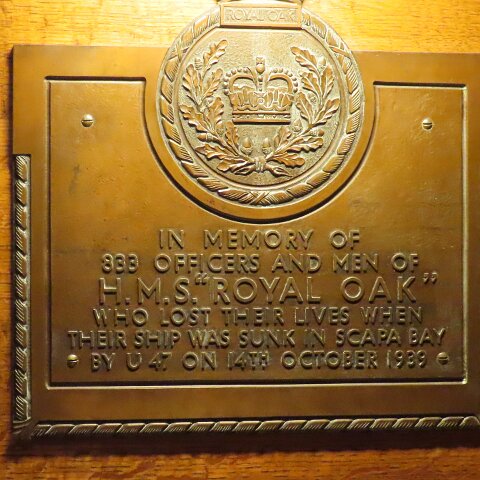 ROYAL OAK
IN MEMORY OF
833 OFFICERS AND MEN OF
H.M.S. "ROYAL OAK"
WHO LOST THEIR LIVES WHEN
THEIR SHIP WAS SUNK IN SCAPA BAY
BY U 47 ON 14TH OCTOBER 1939